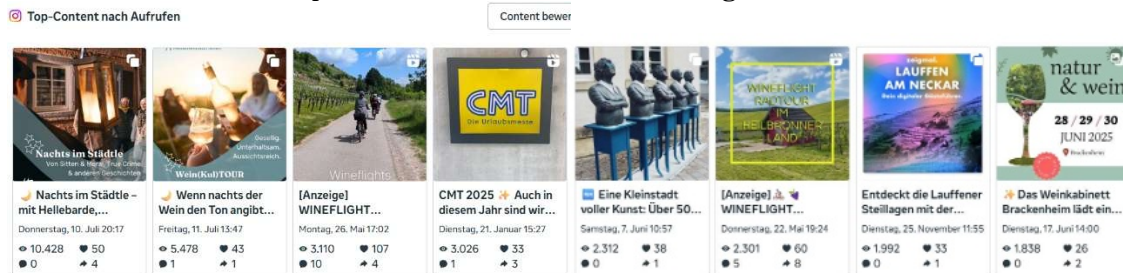 Top-Content nach Aufrufen
Content bewer
Nachts im Städtle
Von Sitten & Moral, True Crime
& anderen Geschichten
🌙 Nachts im Städtle –
mit Hellebarde,...
Donnerstag, 10. Juli 20:17
10.428 50
0 4
Gesellig.
Unterhaltsam.
Aussichtsreich.
Wein(Kul)TOUR
🌙 Wenn nachts der
Wein den Ton angibt...
Freitag, 11. Juli 13:47
5.478 43
1 1
Wineflights
[Anzeige]
WINEFLIGHT...
Montag, 26. Mai 17:02
3.110 107
10 4
CMT
Die Urlaubsmesse
CMT 2025 ✨ Auch in
diesem Jahr sind wir...
Dienstag, 21. Januar 15:27
3.026 33
1 3
Eine Kleinstadt
voller Kunst: Über 50...
Samstag, 7. Juni 10:57
2.312 38
0 1
WINEFLIGHT
RADTOUR
IM
HEILBRONNER
LAND
[Anzeige] 🚴 🍇
WINEFLIGHT...
Donnerstag, 22. Mai 19:24
2.301 60
5 8
zeigmal.
LAUFFEN
AM NECKAR
Dein digitaler Gästeführer.
Entdeckt die Lauffener
Steillagen mit der...
Dienstag, 25. November 11:55
1.992 33
0 1
natur
& wein
28 / 29 / 30
JUNI 2025
Brackenheim
✨ Das Weinkabinett
Brackenheim lädt ein...
Dienstag, 17. Juni 14:00
1.838 26
0 2